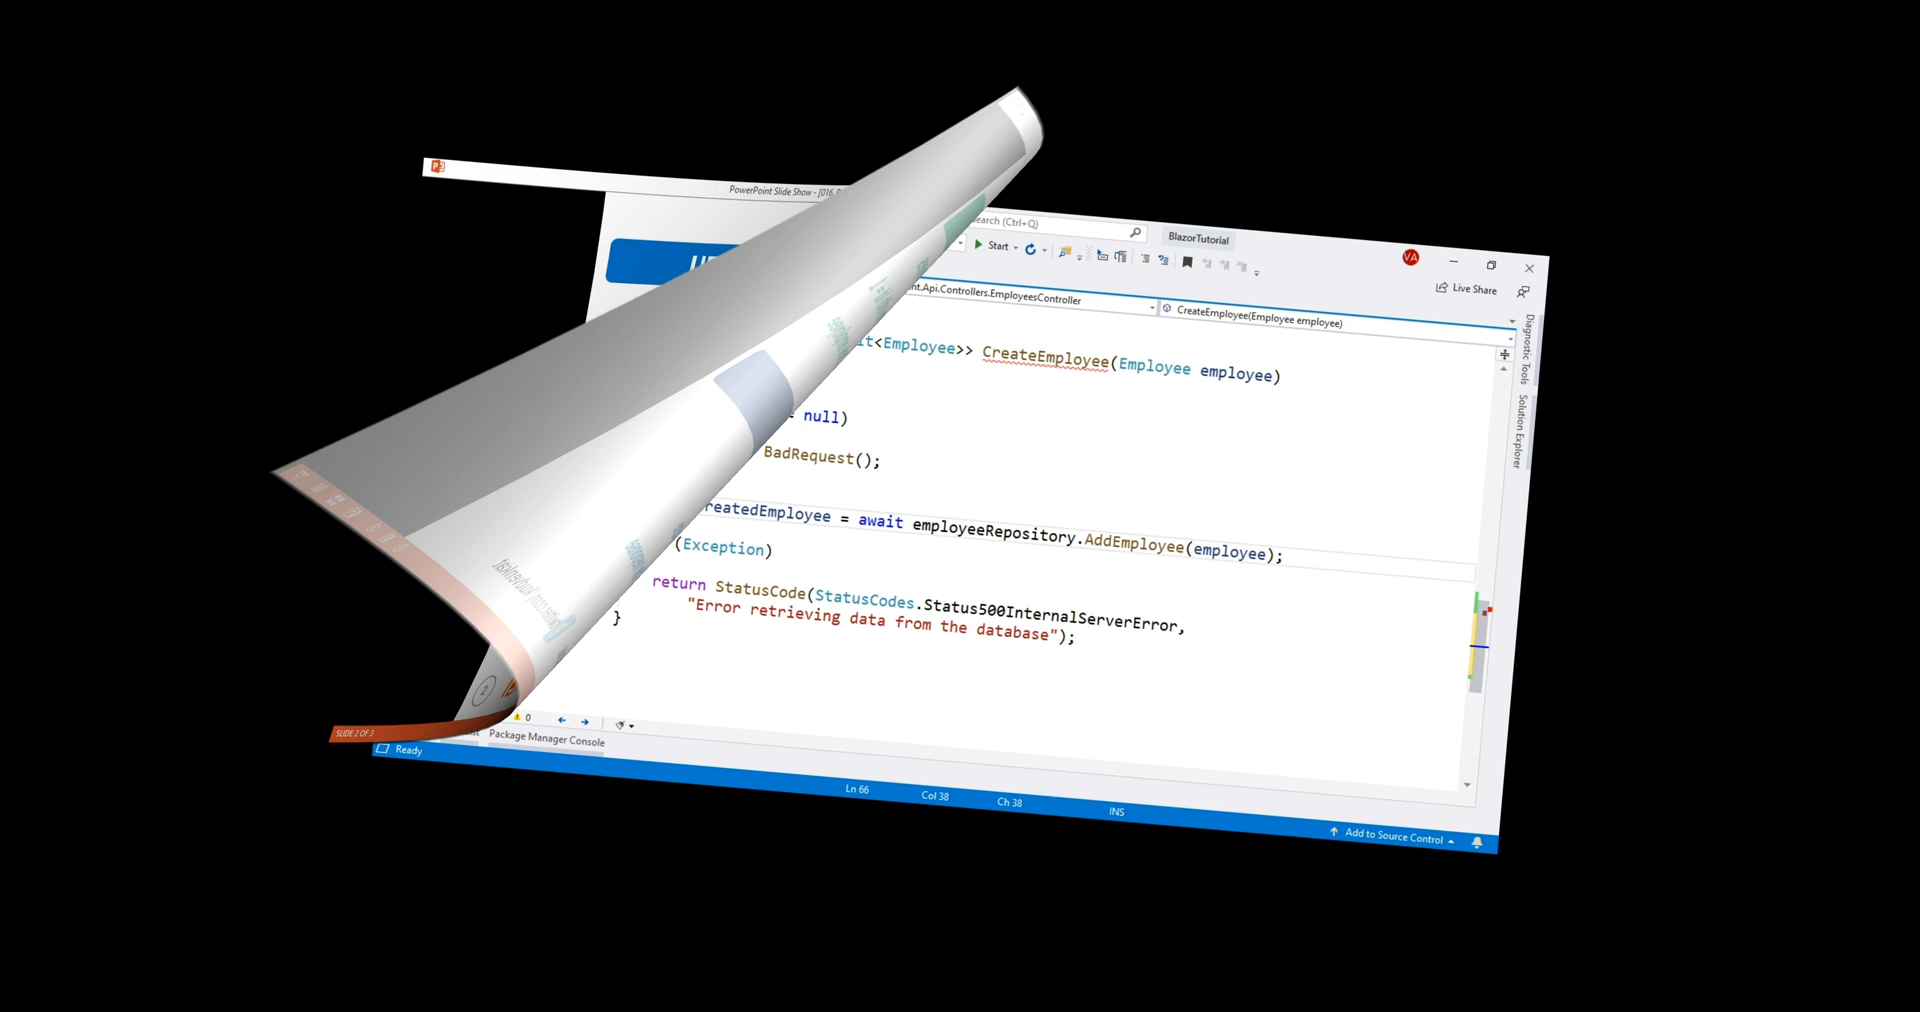 PowerPoint Slide Show - [016
Search (Ctrl+Q)
BlazorTutorial
VA
Start
Live Share
nt.Api.Controllers.EmployeesController
CreateEmployee(Employee employee)
Diagnostic Tools
Solution Explorer
it<Employee>> CreateEmployee(Employee employee)
= null)
BadRequest();
reatedEmployee = await employeeRepository.AddEmployee(employee);
(Exception)
return StatusCode(StatusCodes.Status500InternalServerError,
"Error retrieving data from the database");
}
2
0
SLIDE 2 OF 3
Package Manager Console
Ready
Ln 66
Col 38
Ch 38
INS
Add to Source Control